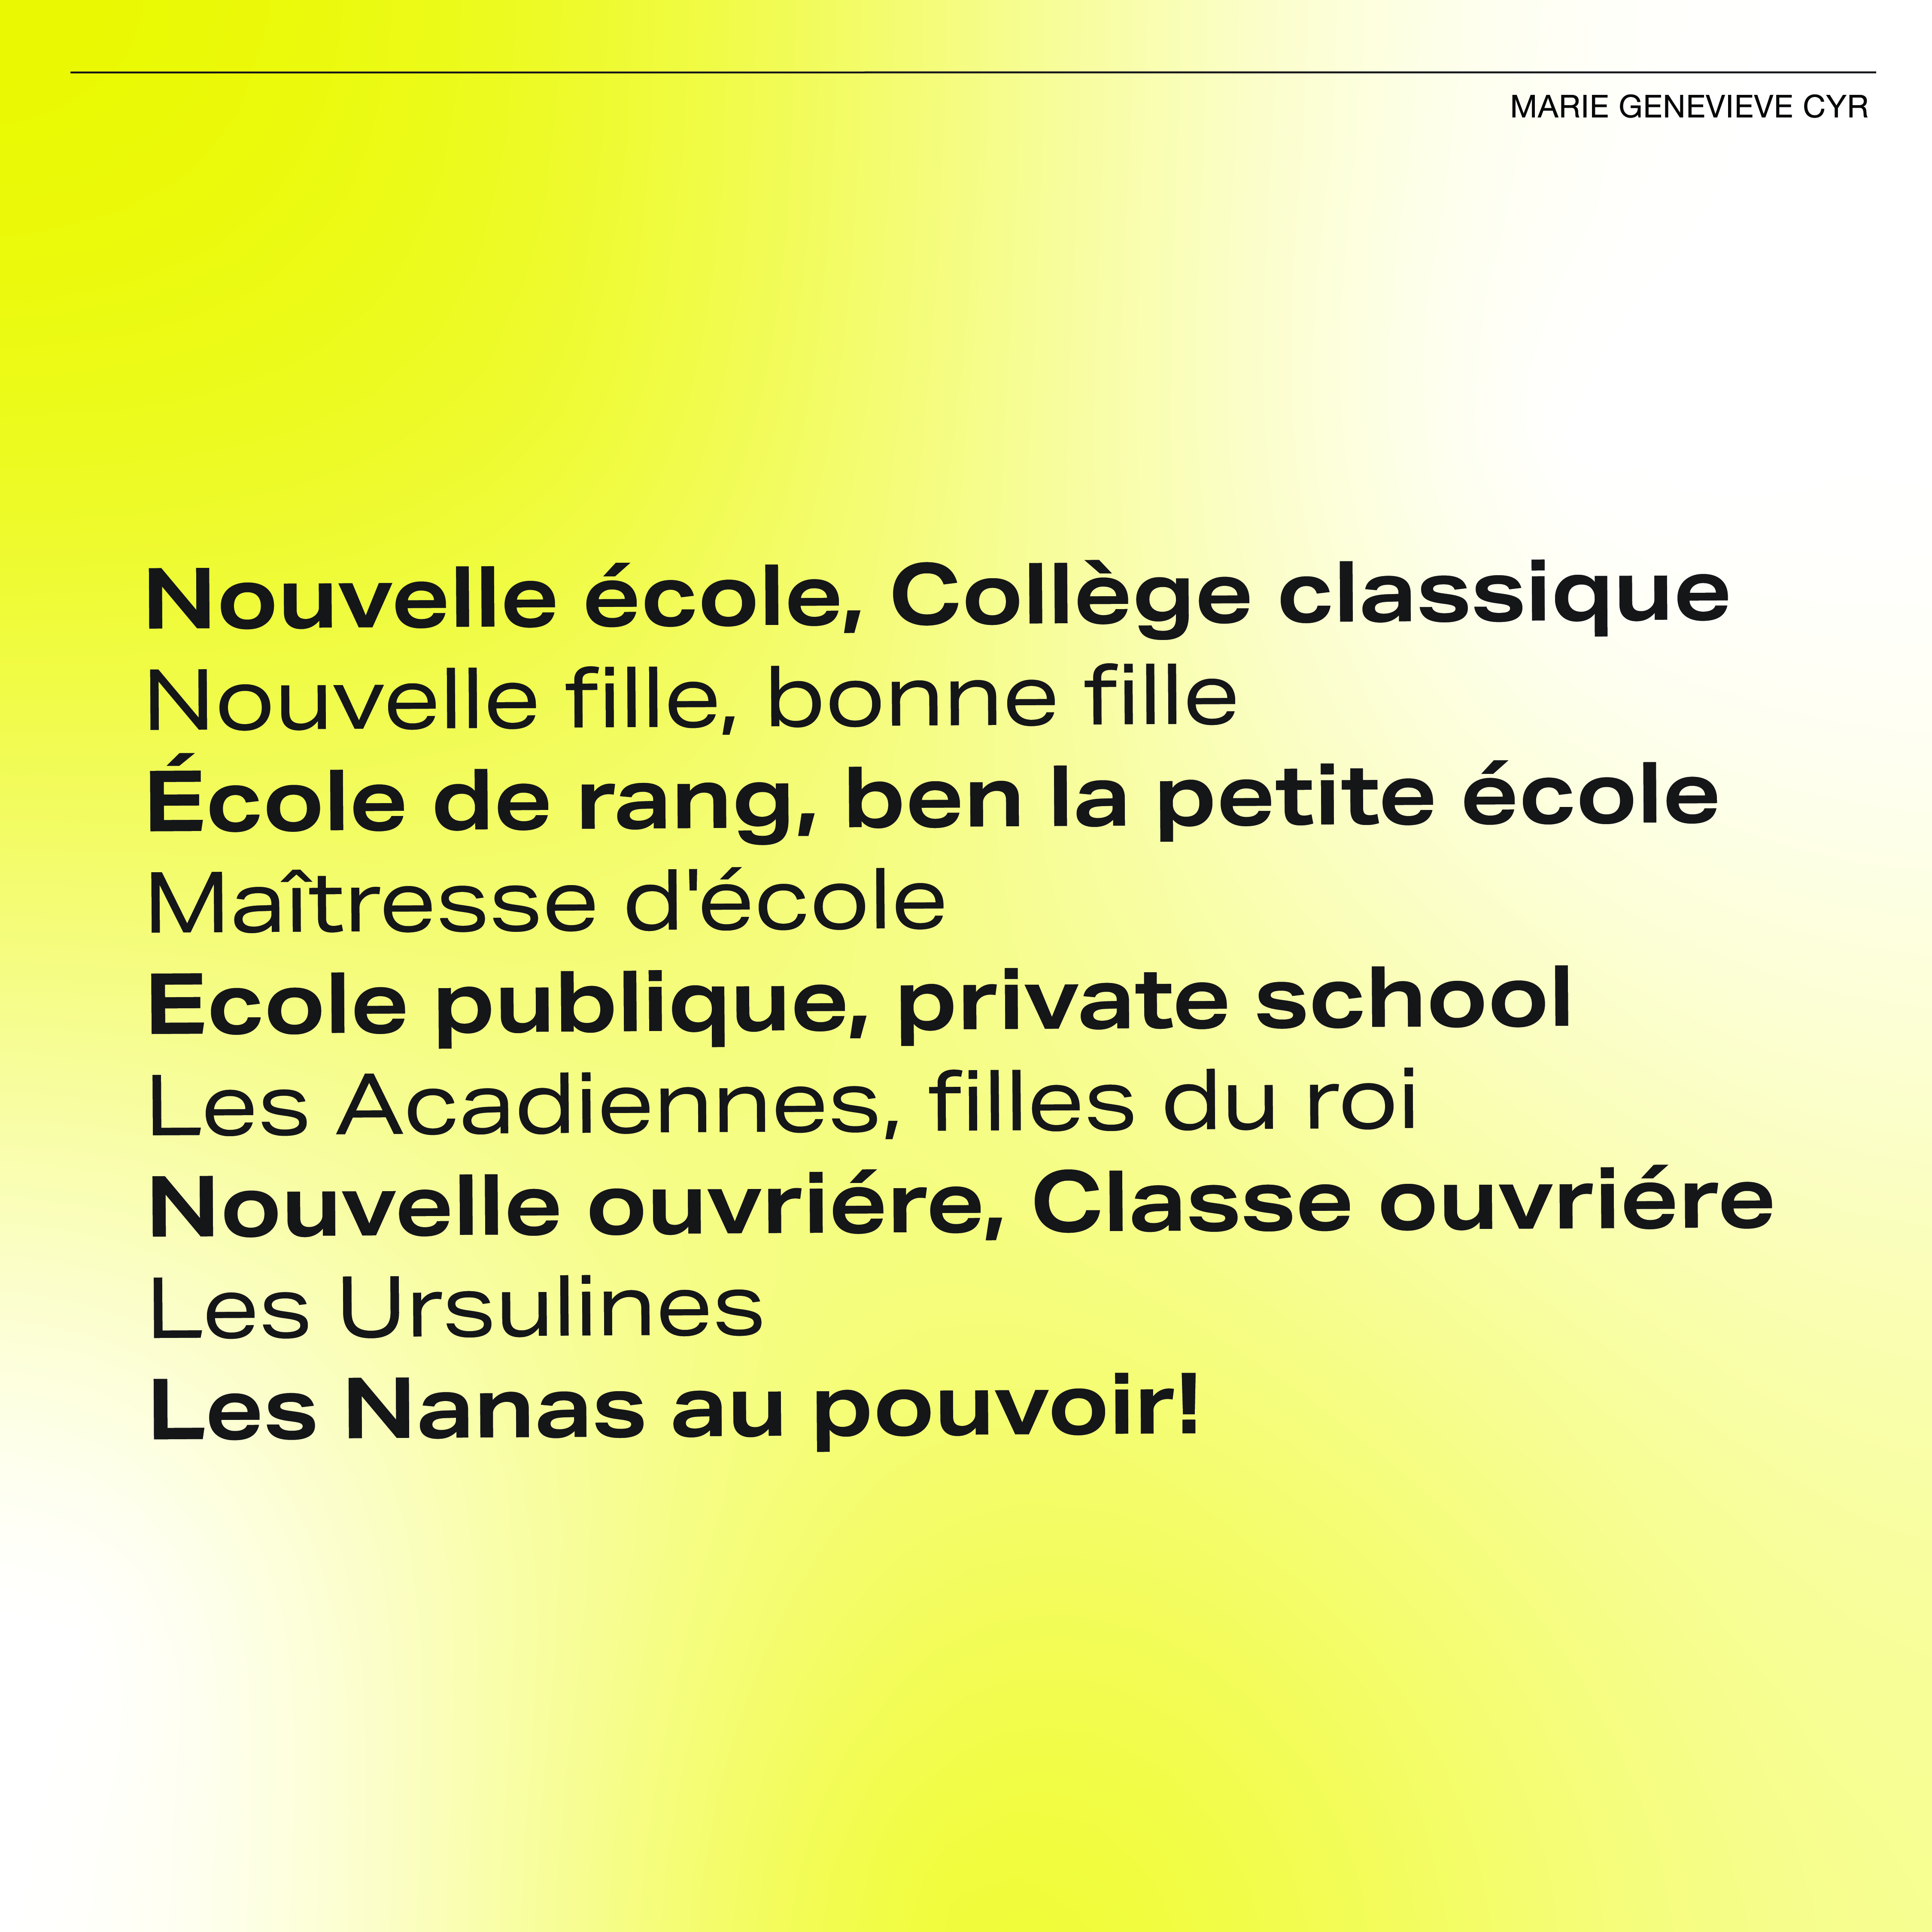 MARIE GENEVIEVE CYR
Nouvelle école, Collège classique
Nouvelle fille, bonne fille
École de rang, ben la petite école
Maîtresse d'école
Ecole publique, private school
Les Acadiennes, filles du roi
Nouvelle ouvriére, Classe ouvriére
Les Ursulines
Les Nanas au pouvoir!